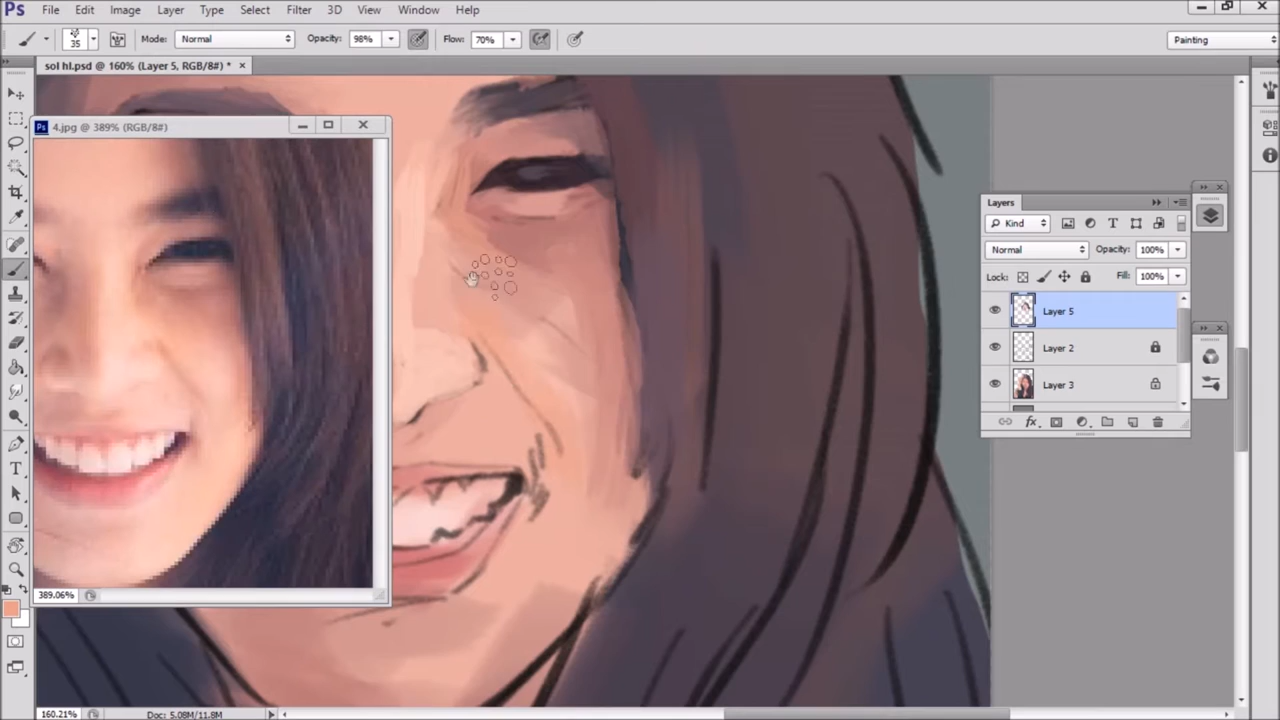 Ps File Edit Image Layer Type Select Filter 3D View Window Help
35 Mode: Normal Opacity: 98% Flow: 70% Painting
sol hl.psd @ 160% (Layer 5, RGB/8#) * ×
Ps 4.jpg @ 389% (RGB/8#)
Layers
Kind T
Normal Opacity: 100%
Lock: Fill: 100%
Layer 5
Layer 2
Layer 3
fx
T
389.06%
160.21% Doc: 5.08M/11.8M